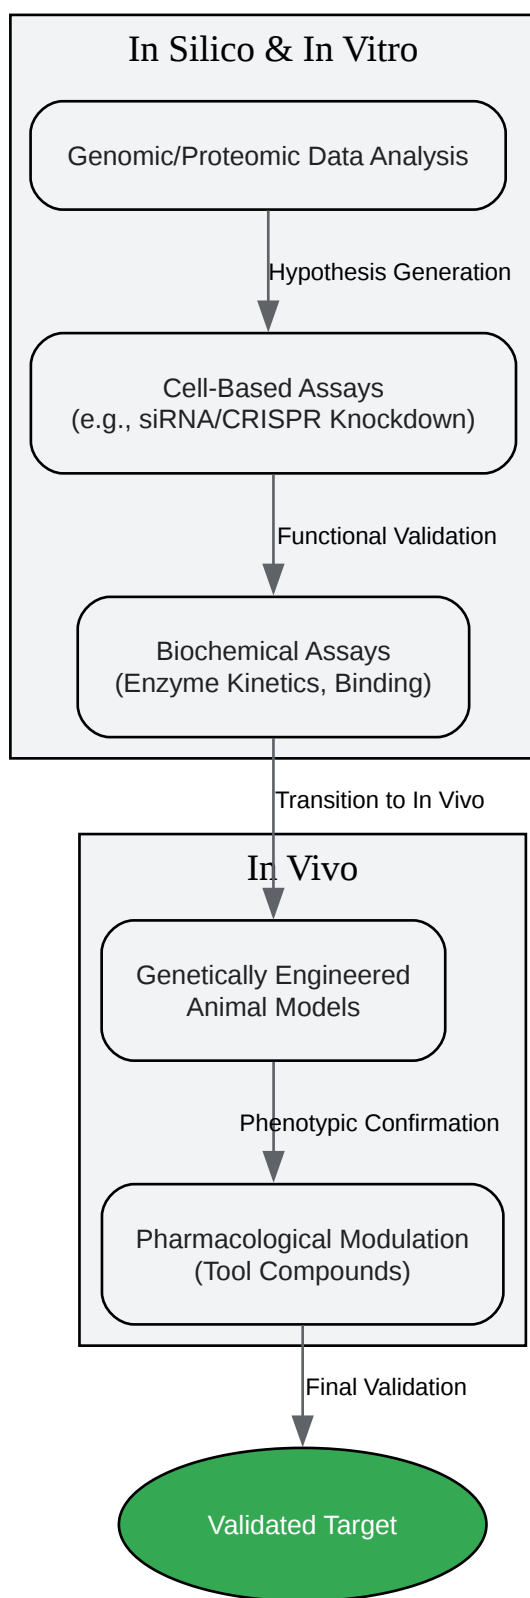 In Silico & In Vitro
Genomic/Proteomic Data Analysis
Hypothesis Generation
Cell-Based Assays
(e.g., siRNA/CRISPR Knockdown)
Functional Validation
Biochemical Assays
(Enzyme Kinetics, Binding)
Transition to In Vivo
In Vivo
Genetically Engineered
Animal Models
Phenotypic Confirmation
Pharmacological Modulation
(Tool Compounds)
Final Validation
Validated Target